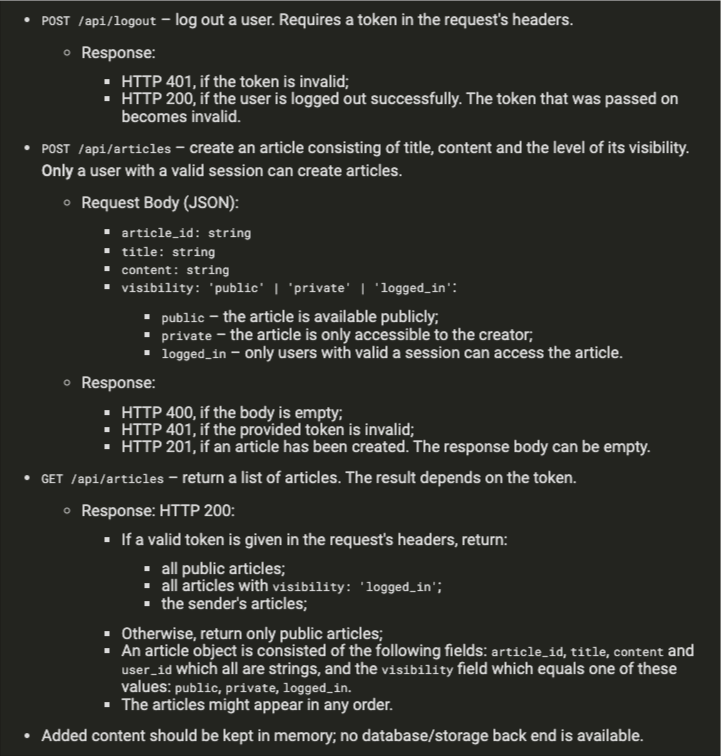 • POST /api/logout – log out a user. Requires a token in the request's headers.
○ Response:
▪ HTTP 401, if the token is invalid;
▪ HTTP 200, if the user is logged out successfully. The token that was passed on
becomes invalid.
• POST /api/articles – create an article consisting of title, content and the level of its visibility.
Only a user with a valid session can create articles.
○ Request Body (JSON):
▪ article_id: string
▪ title: string
▪ content: string
▪ visibility: 'public' | 'private' | 'logged_in':
▪ public – the article is available publicly;
▪ private – the article is only accessible to the creator;
▪ logged_in – only users with valid a session can access the article.
○ Response:
▪ HTTP 400, if the body is empty;
▪ HTTP 401, if the provided token is invalid;
▪ HTTP 201, if an article has been created. The response body can be empty.
• GET /api/articles – return a list of articles. The result depends on the token.
○ Response: HTTP 200:
▪ If a valid token is given in the request's headers, return:
▪ all public articles;
▪ all articles with visibility: 'logged_in';
▪ the sender's articles;
▪ Otherwise, return only public articles;
▪ An article object is consisted of the following fields: article_id, title, content and
user_id which all are strings, and the visibility field which equals one of these
values: public, private, logged_in.
▪ The articles might appear in any order.
• Added content should be kept in memory; no database/storage back end is available.